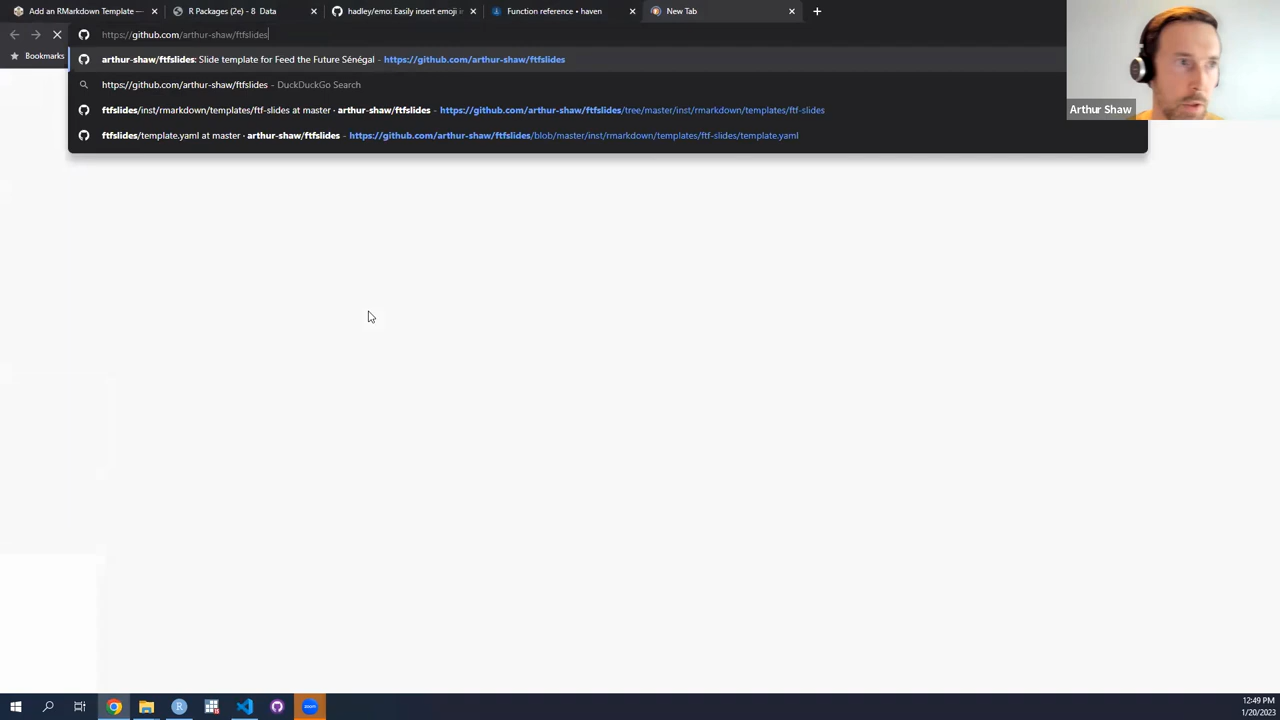 Add an RMarkdown Template —
R Packages (2e) - 8 Data
hadley/emo: Easily insert emoji i
Function reference • haven
New Tab
https://github.com/arthur-shaw/ftfslides
Bookmarks
arthur-shaw/ftfslides: Slide template for Feed the Future Sénégal - https://github.com/arthur-shaw/ftfslides
https://github.com/arthur-shaw/ftfslides - DuckDuckGo Search
ftfslides/inst/rmarkdown/templates/ftf-slides at master · arthur-shaw/ftfslides - https://github.com/arthur-shaw/ftfslides/tree/master/inst/rmarkdown/templates/ftf-slides
ftfslides/template.yaml at master · arthur-shaw/ftfslides - https://github.com/arthur-shaw/ftfslides/blob/master/inst/rmarkdown/templates/ftf-slides/template.yaml
Arthur Shaw
R
zoom
12:49 PM
1/20/2023